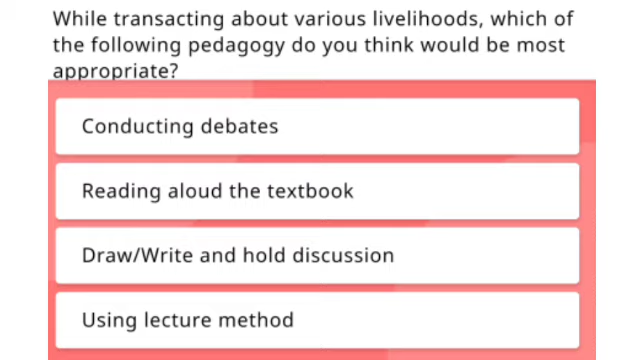 While transacting about various livelihoods, which of
the following pedagogy do you think would be most
appropriate?
Conducting debates
Reading aloud the textbook
Draw/Write and hold discussion
Using lecture method